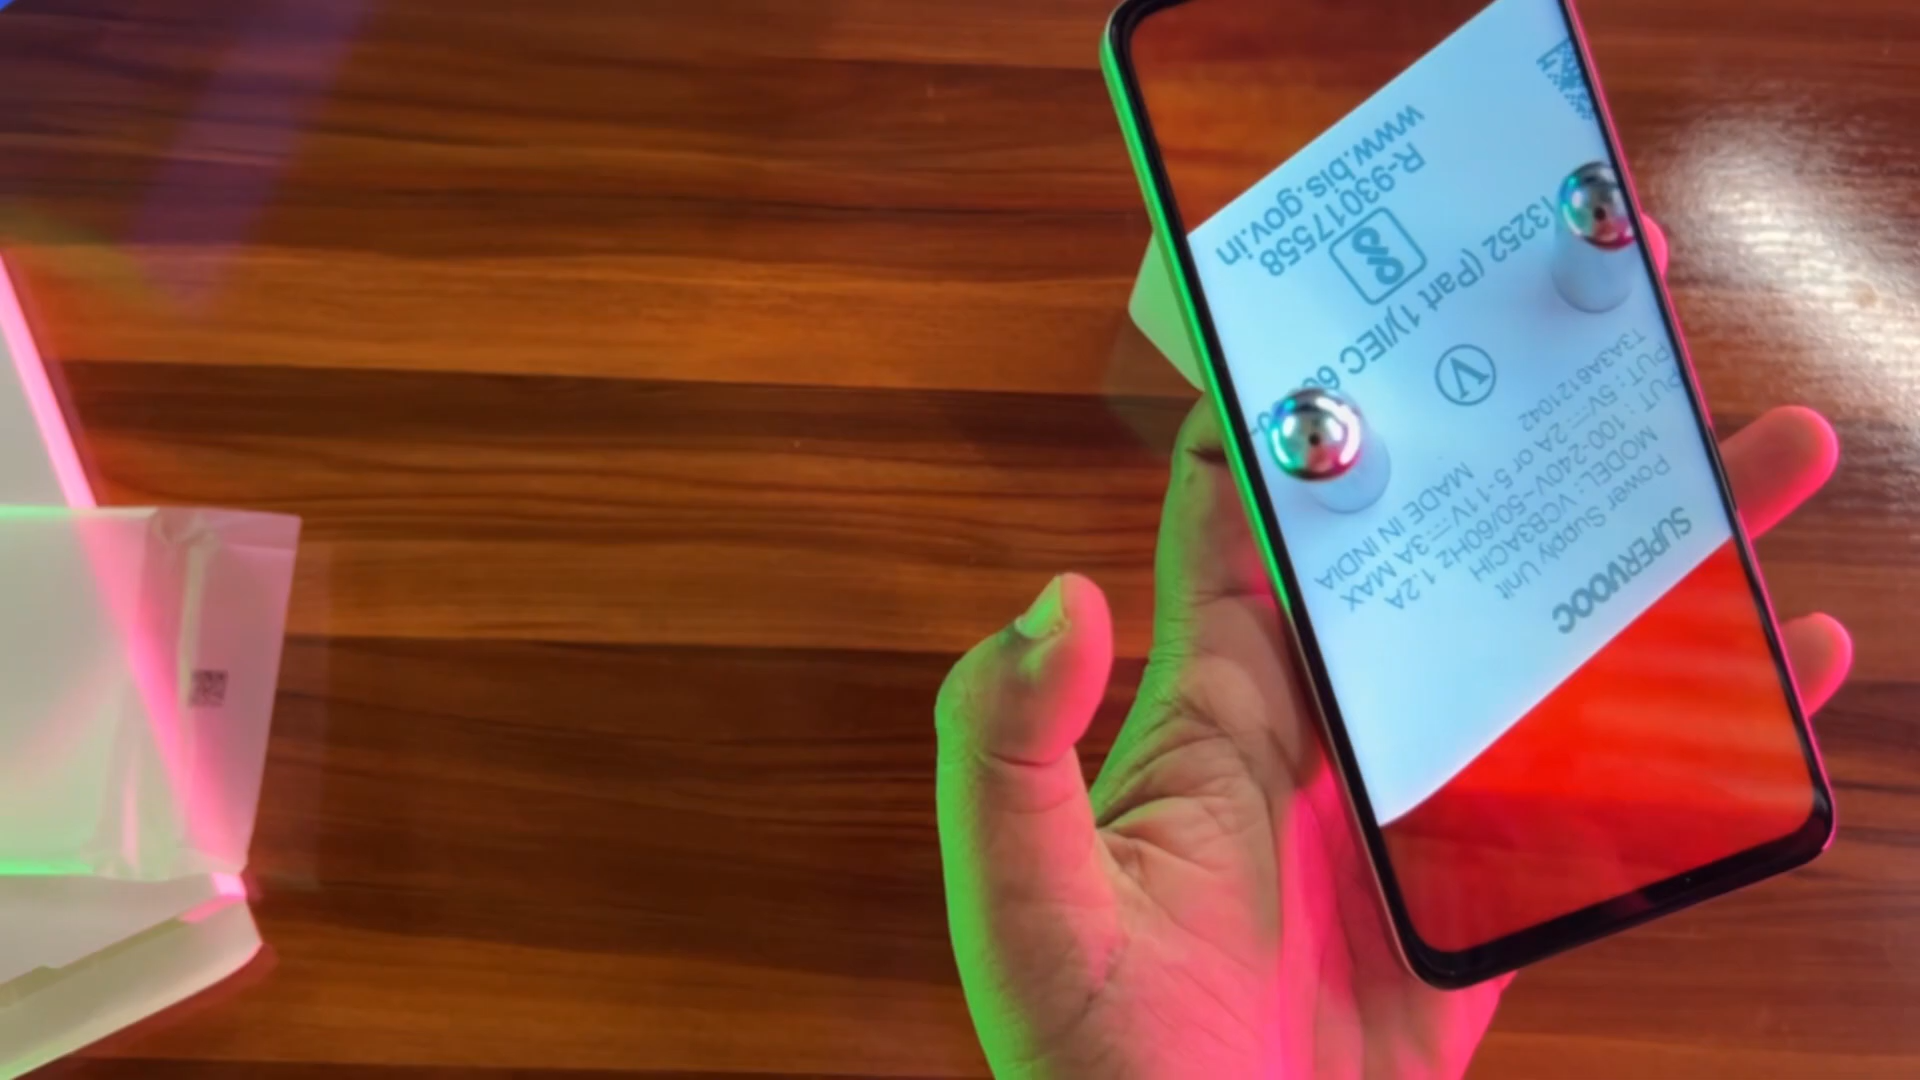 SUPERVOOC
Power Supply Unit
MODEL: VCB3ACIH
PUT : 100-240V~50/60Hz 1.2A
PUT : 5V⎓2A or 5-11V⎓3A MAX
T3A3A6121042
MADE IN INDIA
V
13252 (Part 1)/IEC 60
R-93017558
www.bis.gov.in